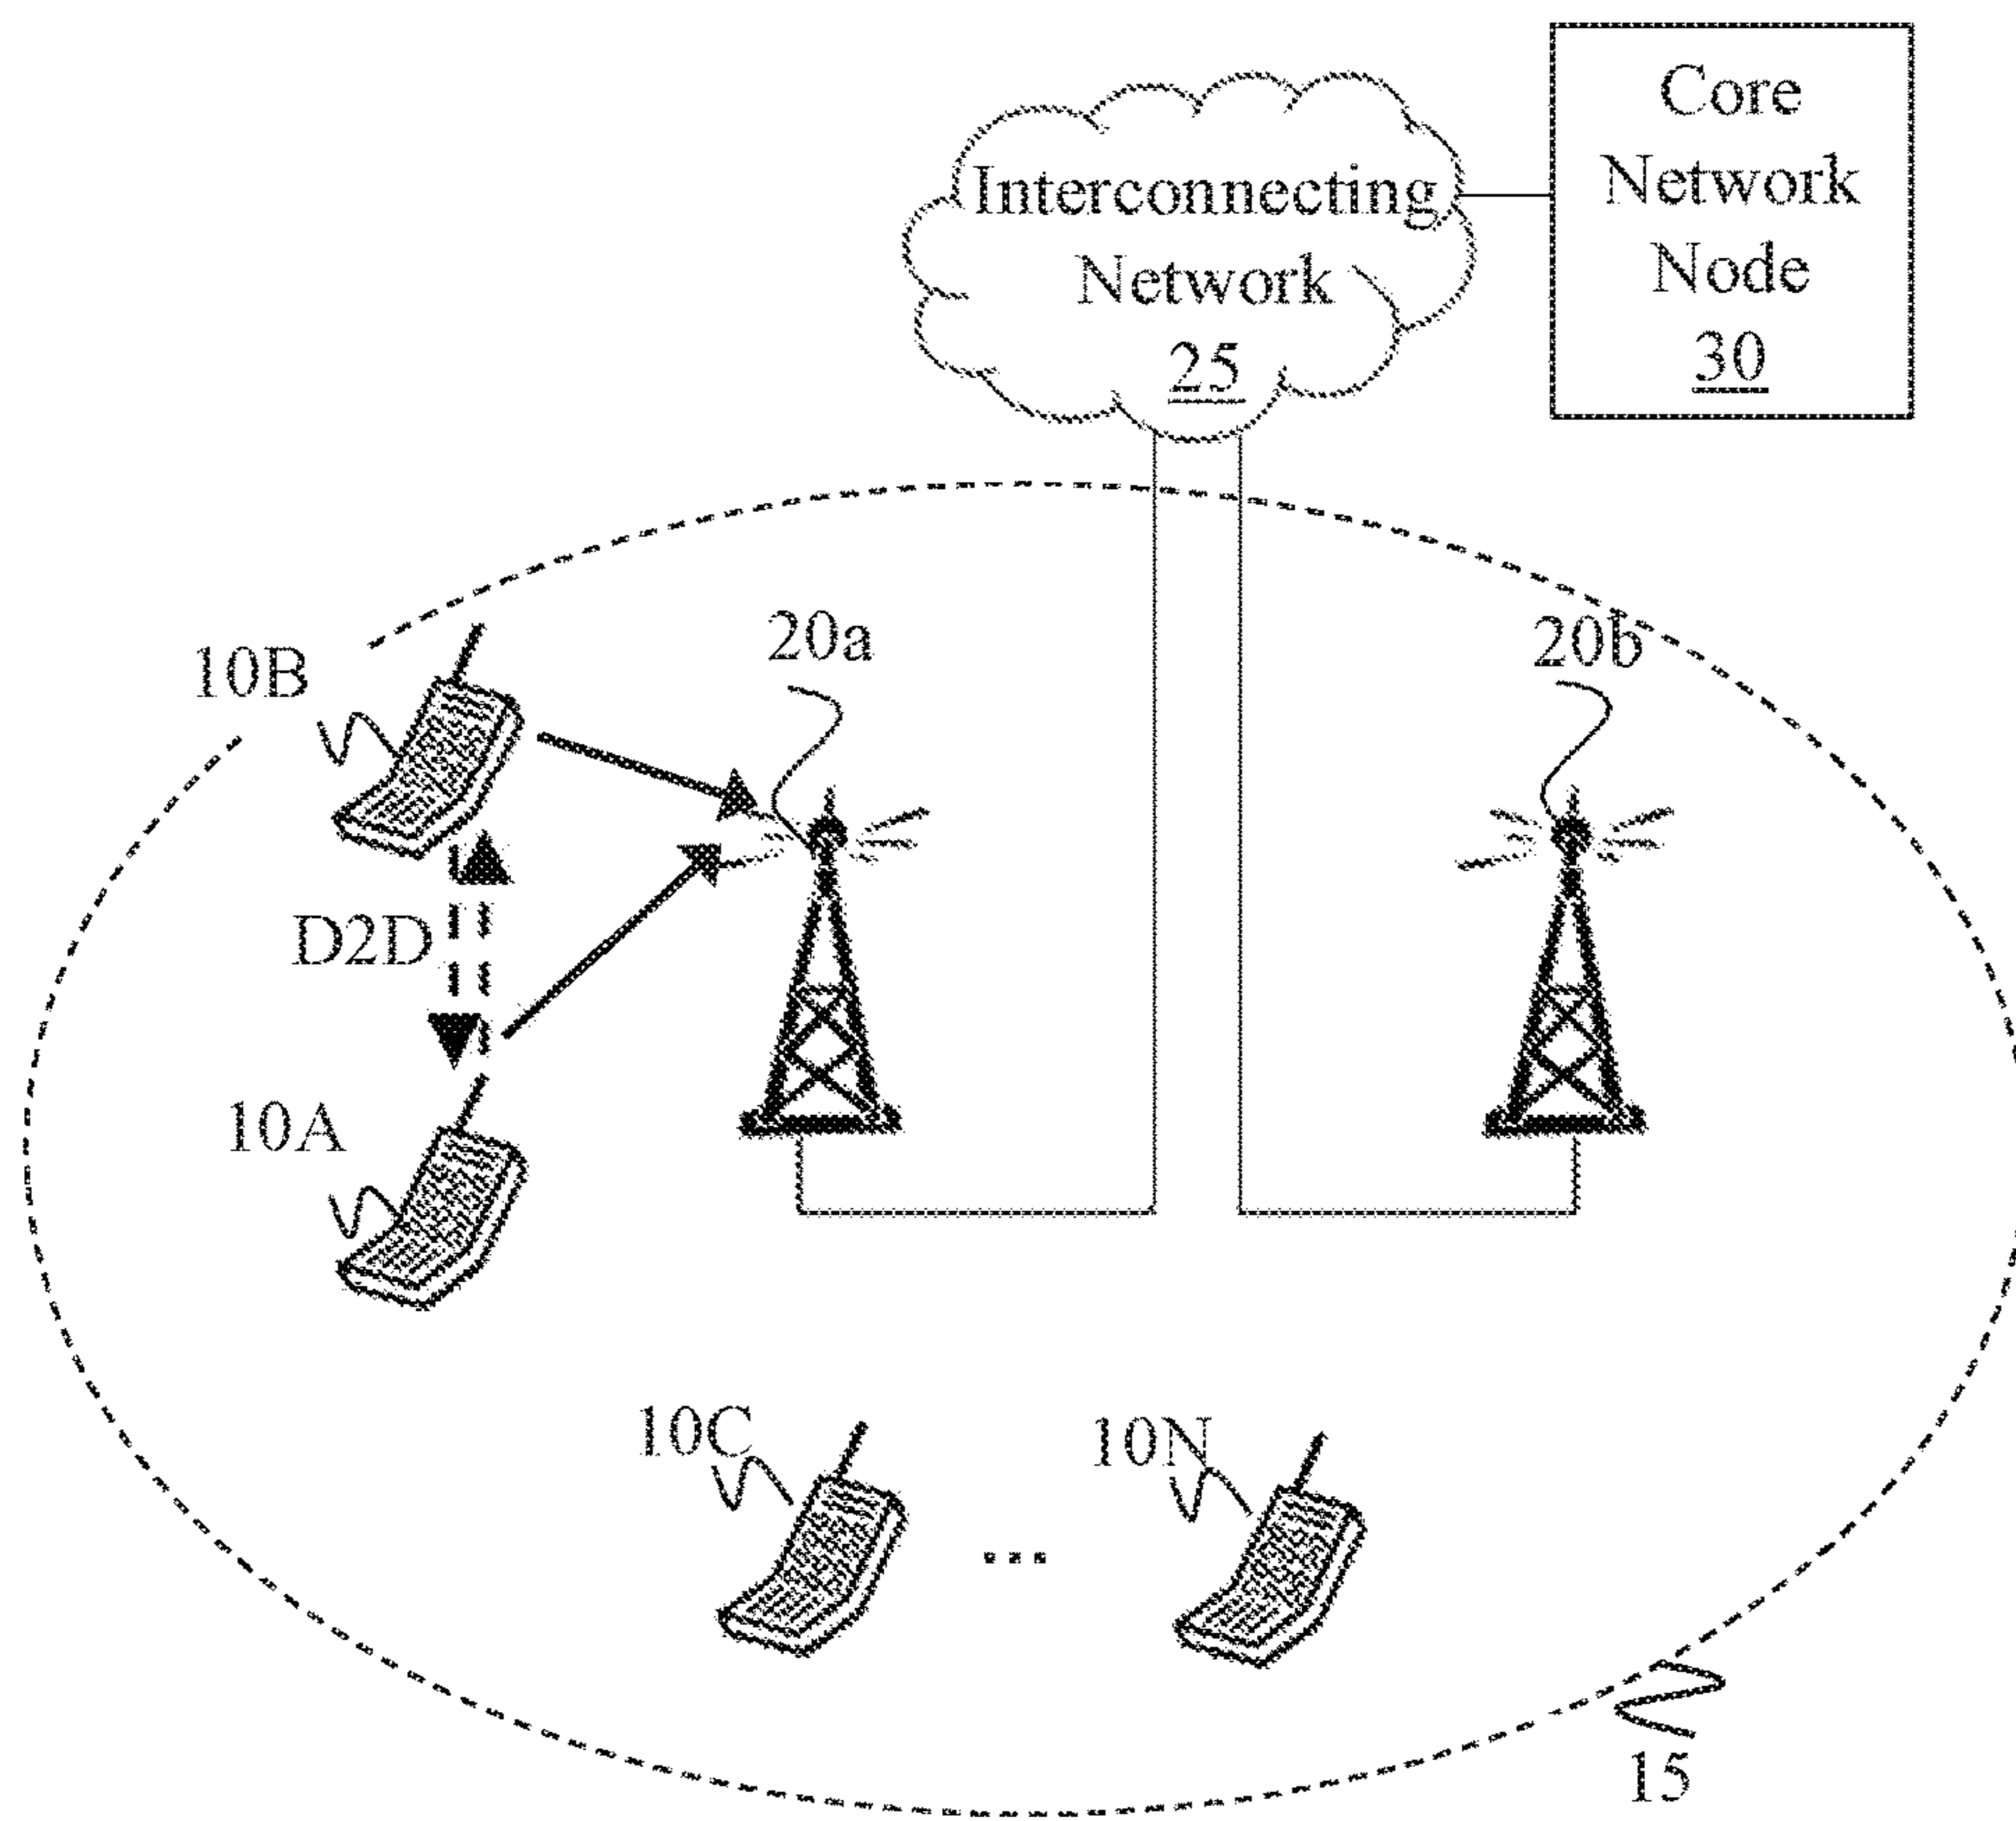 Core
Network
Node
30
Interconnecting
Network
25
10B
20a
20b
D2D
10A
10C
...
10N
15